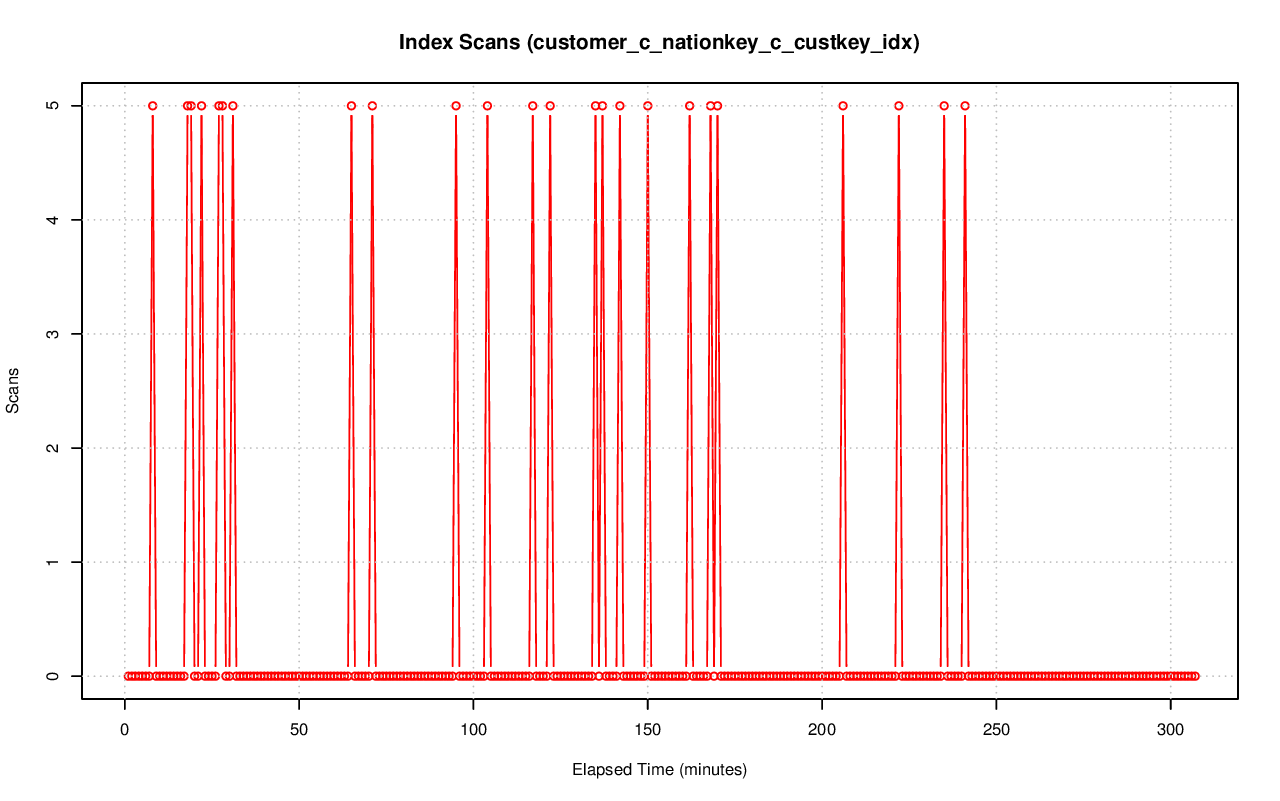 Index Scans (customer_c_nationkey_c_custkey_idx)
5
4
3
2
1
0
Scans
0 50 100 150 200 250 300
Elapsed Time (minutes)